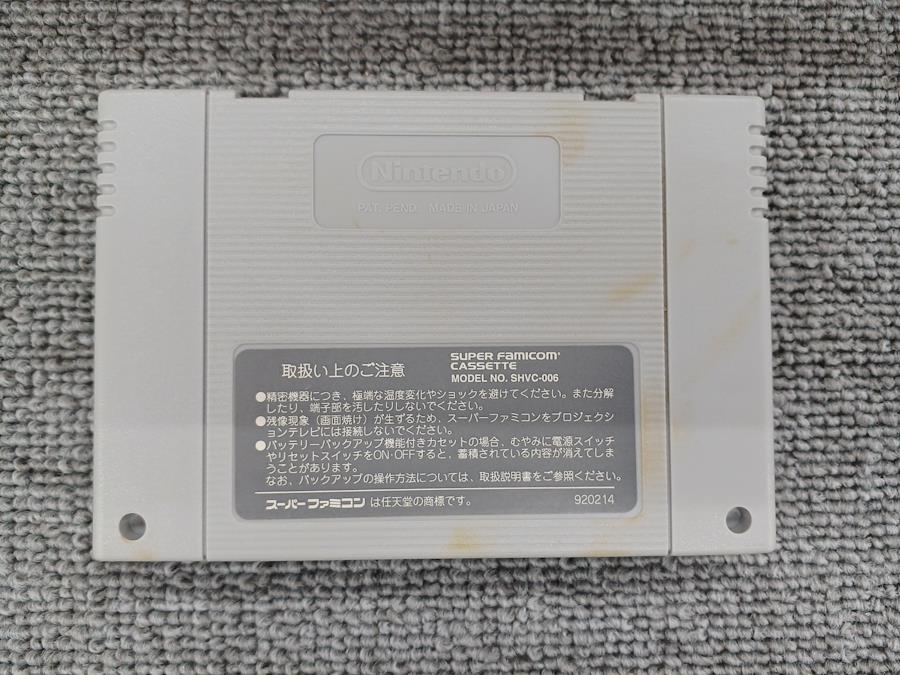 Nintendo
PAT. PEND. MADE IN JAPAN
取扱い上のご注意
SUPER FAMICOM
CASSETTE
MODEL NO. SHVC-006
●精密機器につき、極端な温度変化やショックを避けてください。また分解
したり、端子部を汚したりしないでください。
●残像現象(画面焼け)が生ずるため、スーパーファミコンをプロジェクシ
ョンテレビには接続しないでください。
●バッテリーバックアップ機能付きカセットの場合、むやみに電源スイッチ
やリセットスイッチをON・OFFすると、蓄積されている内容が消えてしま
うことがあります。
なお、バックアップの操作方法については、取扱説明書をご参照ください。
スーパーファミコン は任天堂の商標です。
920214